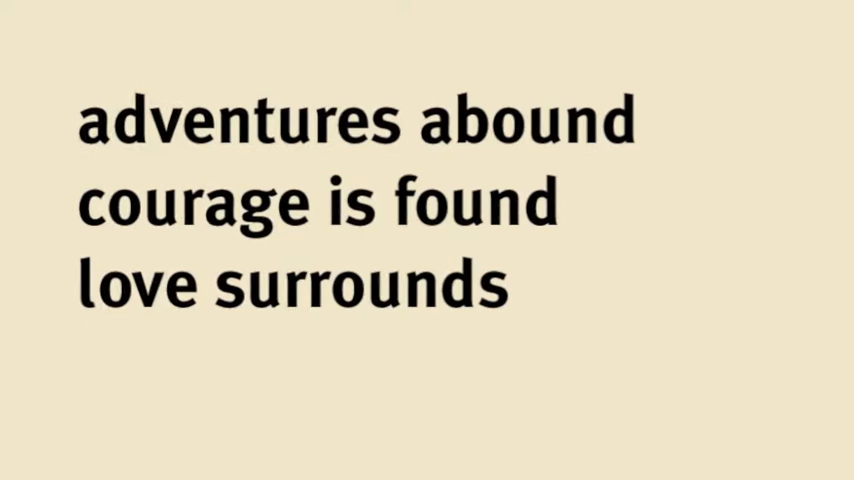 adventures abound
courage is found
love surrounds